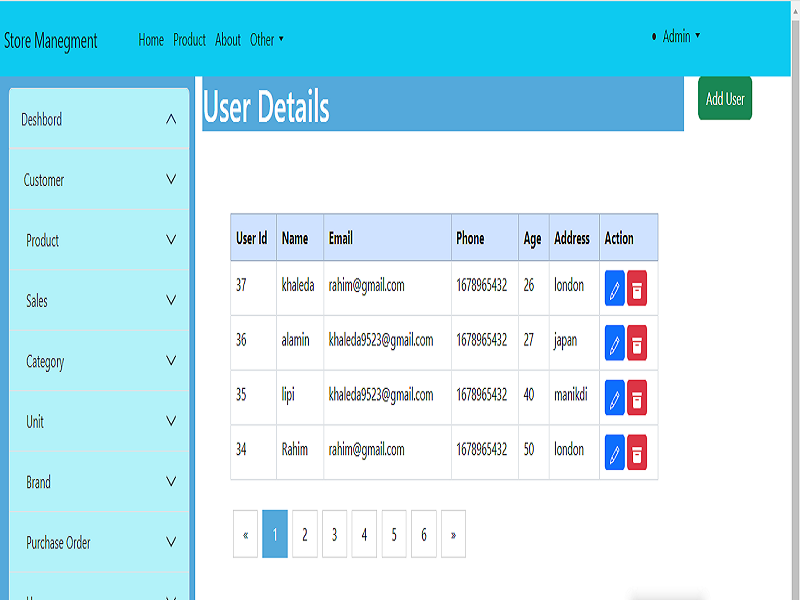 Store Manegment Home Product About Other • Admin
Deshbord
Customer
Product
Sales
Category
Unit
Brand
Purchase Order
User Details
Add User
User Id Name Email Phone Age Address Action
37 khaleda rahim@gmail.com 1678965432 26 london
36 alamin khaleda9523@gmail.com 1678965432 27 japan
35 lipi khaleda9523@gmail.com 1678965432 40 manikdi
34 Rahim rahim@gmail.com 1678965432 50 london
« 1 2 3 4 5 6 »